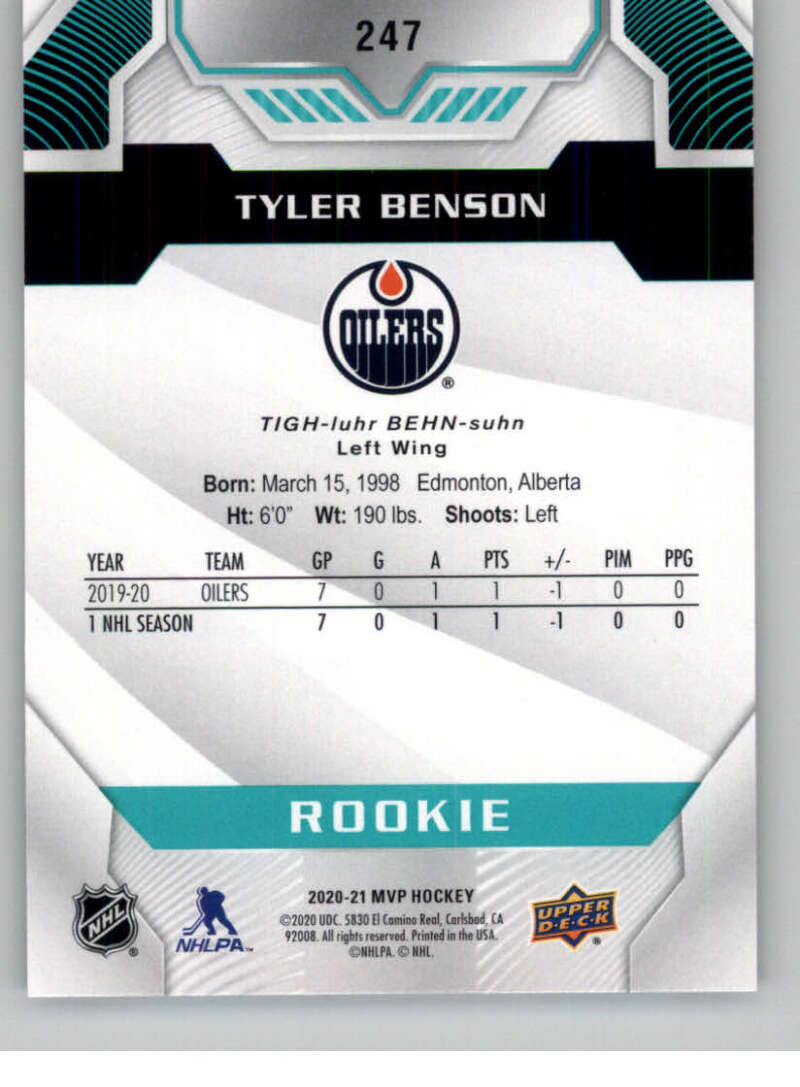 247
TYLER BENSON
OILERS
®
TIGH-luhr BEHN-suhn
Left Wing
Born: March 15, 1998 Edmonton, Alberta
Ht: 6'0" Wt: 190 lbs. Shoots: Left
YEAR TEAM GP G A PTS +/- PIM PPG
2019-20 OILERS 7 0 1 1 -1 0 0
1 NHL SEASON 7 0 1 1 -1 0 0
ROOKIE
NHL ®
NHLPA™
2020-21 MVP HOCKEY
©2020 UDC. 5830 El Camino Real, Carlsbad, CA
92008. All rights reserved. Printed in the USA.
©NHLPA. © NHL.
UPPER
D·E·C·K ®